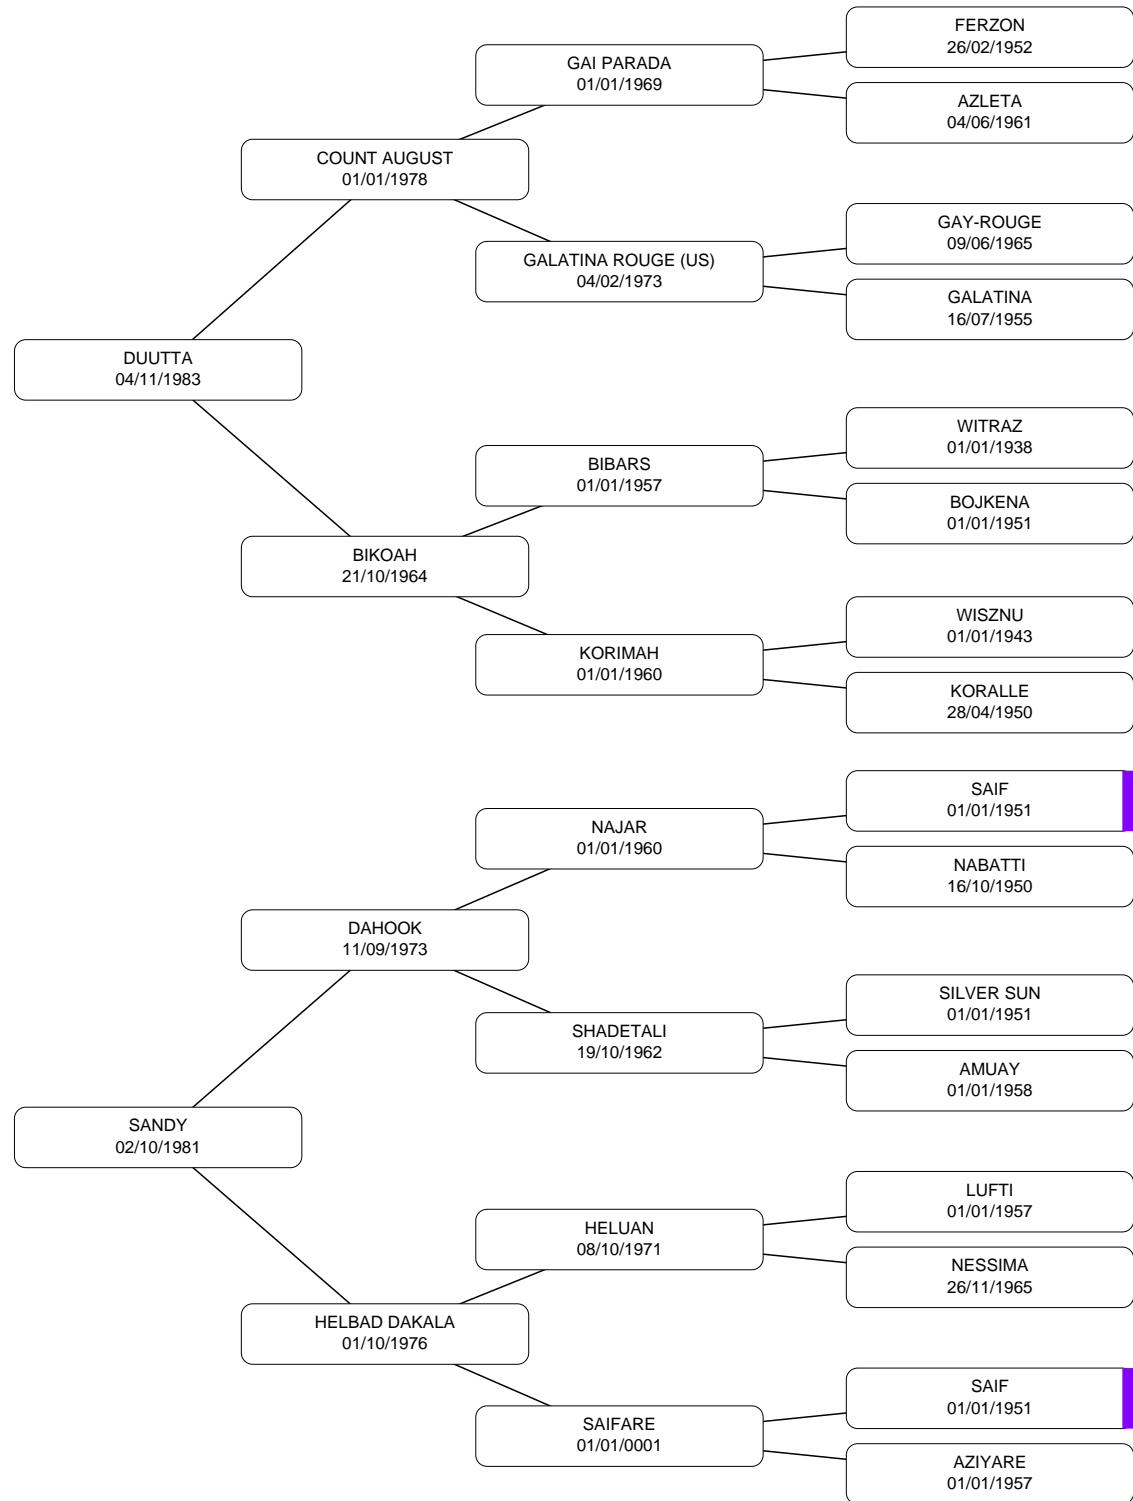 FERZON
26/02/1952
GAI PARADA
01/01/1969
AZLETA
04/06/1961
COUNT AUGUST
01/01/1978
GAY-ROUGE
09/06/1965
GALATINA ROUGE (US)
04/02/1973
GALATINA
16/07/1955
DUUTTA
04/11/1983
WITRAZ
01/01/1938
BIBARS
01/01/1957
BOJKENA
01/01/1951
BIKOAH
21/10/1964
WISZNU
01/01/1943
KORIMAH
01/01/1960
KORALLE
28/04/1950
SAIF
01/01/1951
NAJAR
01/01/1960
NABATTI
16/10/1950
DAHOOK
11/09/1973
SILVER SUN
01/01/1951
SHADETALI
19/10/1962
AMUAY
01/01/1958
SANDY
02/10/1981
LUFTI
01/01/1957
HELUAN
08/10/1971
NESSIMA
26/11/1965
HELBAD DAKALA
01/10/1976
SAIF
01/01/1951
SAIFARE
01/01/0001
AZIYARE
01/01/1957